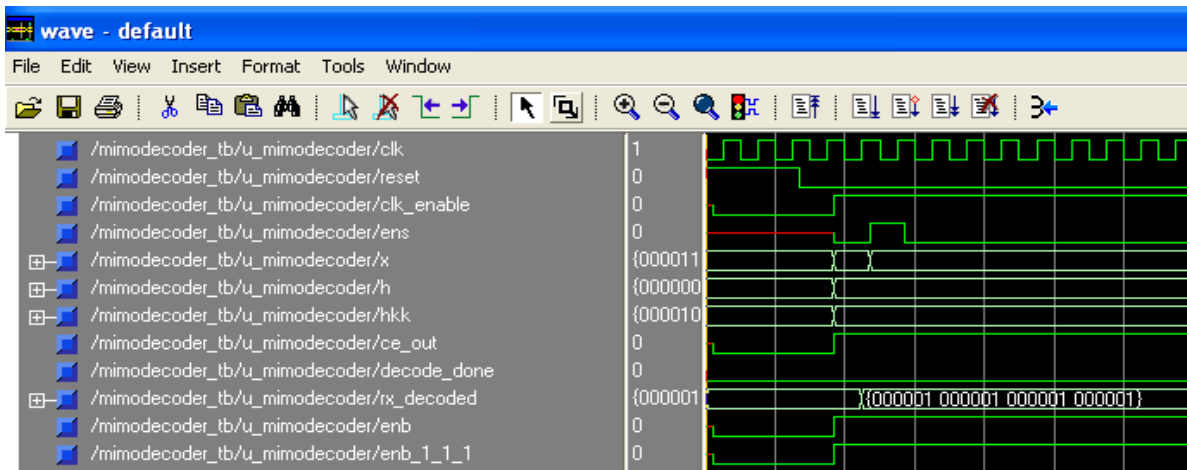 wave - default
File Edit View Insert Format Tools Window
/mimodecoder_tb/u_mimodecoder/clk 1
/mimodecoder_tb/u_mimodecoder/reset 0
/mimodecoder_tb/u_mimodecoder/clk_enable 0
/mimodecoder_tb/u_mimodecoder/ens 0
/mimodecoder_tb/u_mimodecoder/x {000011
/mimodecoder_tb/u_mimodecoder/h {000000
/mimodecoder_tb/u_mimodecoder/hkk {000010
/mimodecoder_tb/u_mimodecoder/ce_out 0
/mimodecoder_tb/u_mimodecoder/decode_done 0
/mimodecoder_tb/u_mimodecoder/rx_decoded {000001 {000001 000001 000001 000001}
/mimodecoder_tb/u_mimodecoder/enb 0
/mimodecoder_tb/u_mimodecoder/enb_1_1_1 0